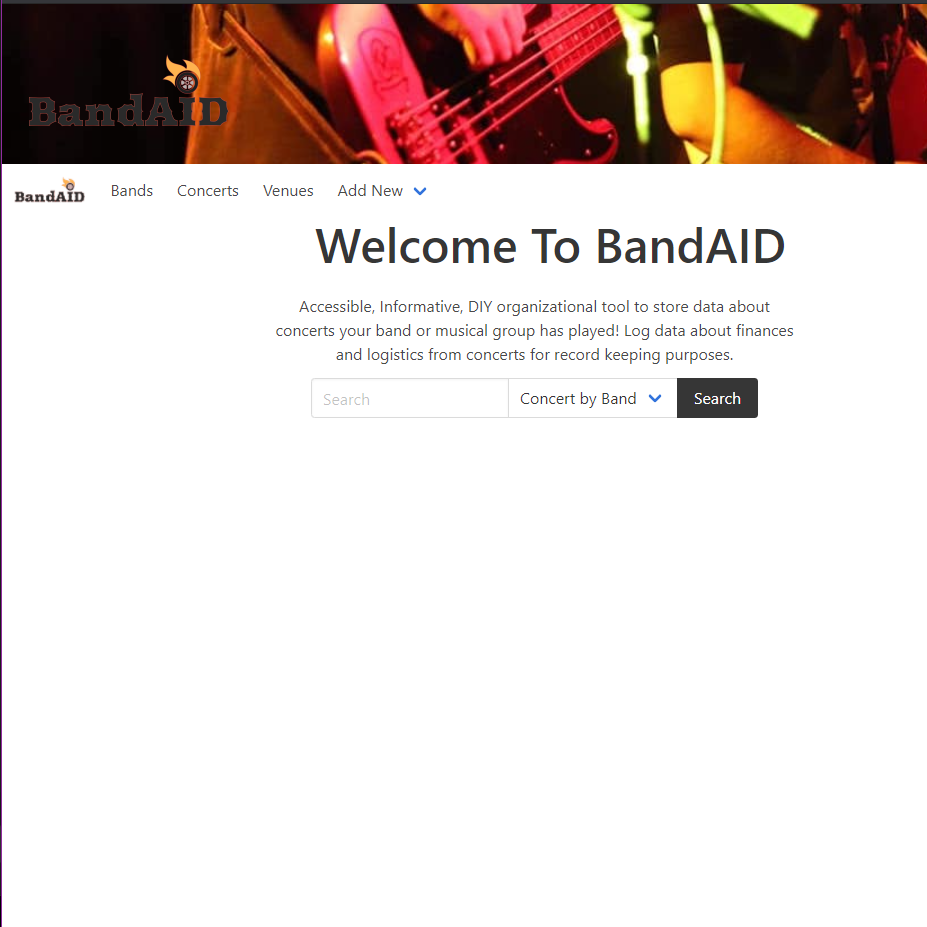 BandAID
BandAID Bands Concerts Venues Add New
Welcome To BandAID
Accessible, Informative, DIY organizational tool to store data about
concerts your band or musical group has played! Log data about finances
and logistics from concerts for record keeping purposes.
Search Concert by Band Search